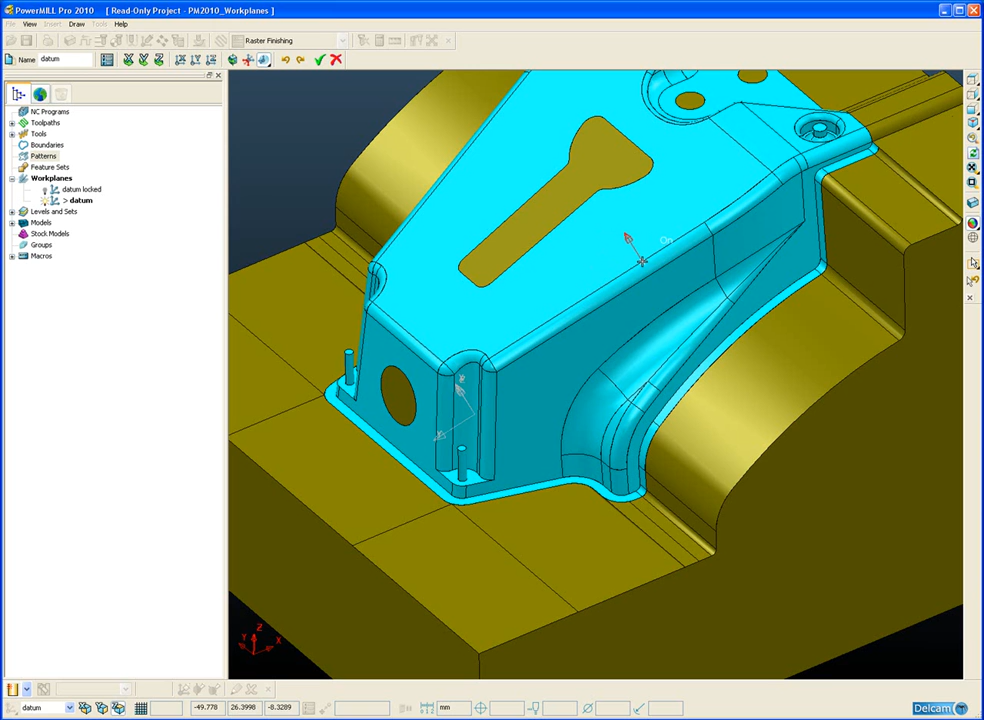 PowerMILL Pro 2010 [ Read-Only Project - PM2010_Workplanes ]
File View Insert Draw Tools Help
Raster Finishing
Name datum
Name
NC Programs
Toolpaths
Tools
Boundaries
Patterns
Feature Sets
Workplanes
datum locked
> datum
Levels and Sets
Models
Stock Models
Groups
Macros
On
Z
Y
X
datum
-49.778
26.3998
-8.3289
mm
Delcam